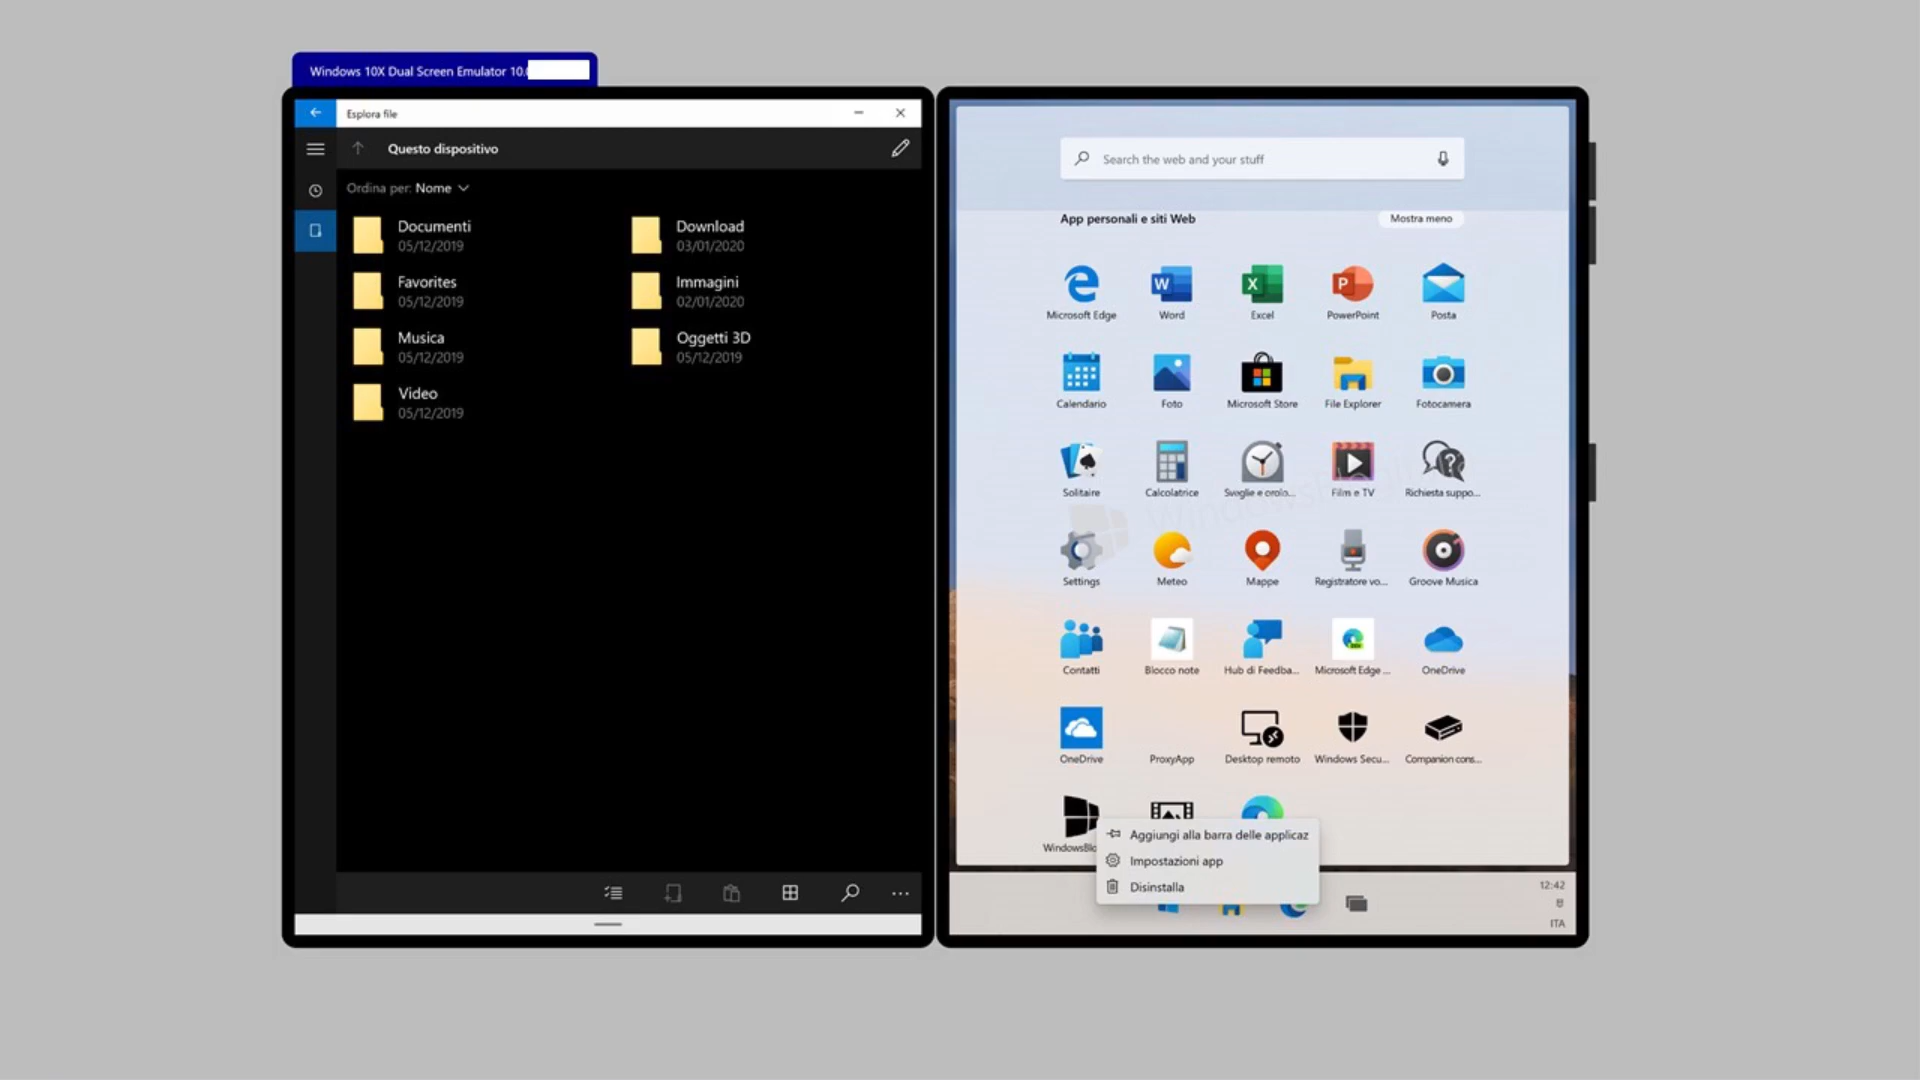 Windows 10X Dual Screen Emulator 10.
Esplora file
Questo dispositivo
Ordina per: Nome
Documenti
05/12/2019
Download
03/01/2020
Favorites
05/12/2019
Immagini
02/01/2020
Musica
05/12/2019
Oggetti 3D
05/12/2019
Video
05/12/2019
Search the web and your stuff
App personali e siti Web
Mostra meno
Microsoft Edge
Word
Excel
PowerPoint
Posta
Calendario
Foto
Microsoft Store
File Explorer
Fotocamera
Solitaire
Calcolatrice
Sveglie e orolo...
Film e TV
Richiesta suppo...
Settings
Meteo
Mappe
Registratore vo...
Groove Musica
Contatti
Blocco note
Hub di Feedba...
Microsoft Edge ...
OneDrive
OneDrive
ProxyApp
Desktop remoto
Windows Secu...
Companion cons...
WindowsBlo
Aggiungi alla barra delle applicaz
Impostazioni app
Disinstalla
12:42
ITA